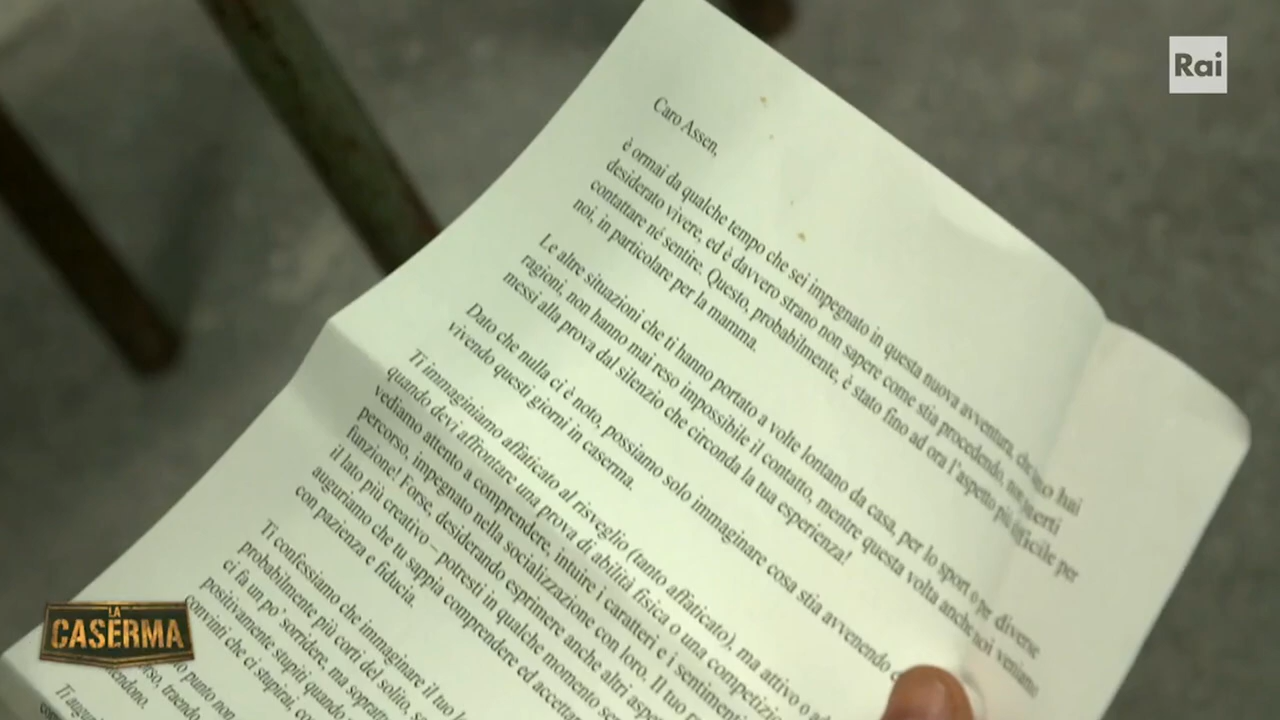 Rai
Caro Assen,
è ormai da qualche tempo che sei impegnato in questa nuova avventura, che hai
desiderato vivere, ed è davvero strano non sapere come stia procedendo, non
contattare né sentire. Questo, probabilmente, è stato fino ad ora l'aspetto più difficile per
noi, in particolare per la mamma.
Le altre situazioni che ti hanno portato a volte lontano da casa, per lo sport o per diverse
ragioni, non hanno mai reso impossibile il contatto, mentre questa volta anche noi veniamo
messi alla prova dal silenzio che circonda la tua esperienza!
Dato che nulla ci è noto, possiamo solo immaginare cosa stia avvenendo
vivendo questi giorni in caserma.
Ti immaginiamo affaticato al risveglio (tanto affaticato), ma attivo
quando devi affrontare una prova di abilità fisica o una
vediamo attento a comprendere, intuire i caratteri e i
percorso, impegnato nella socializzazione con loro. Il tuo
funzione! Forse, desiderando esprimere anche altri
il lato più creativo – potresti in qualche momento
auguriamo che tu sappia comprendere ed
con pazienza e fiducia.
Ti confessiamo che immaginare il tuo
probabilmente più corti del solito,
ci fa un po' sorridere, ma
positivamente stupiti quando
convinti che ci stupirai,
punto non
traendo
Ti
LA
CASERMA